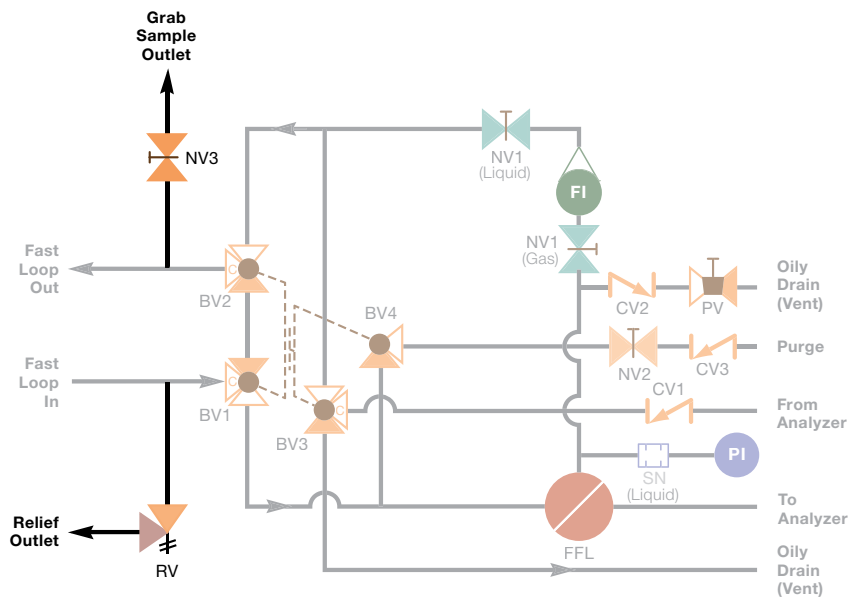 Grab
Sample
Outlet
NV3
NV1
(Liquid)
FI
NV1
(Gas)
Fast
Loop
Out
C
BV2
BV4
CV2
PV
Oily
Drain
(Vent)
Fast
Loop
In
C
BV1
NV2
CV3
Purge
BV3
C
CV1
From
Analyzer
SN
(Liquid)
PI
Relief
Outlet
RV
FFL
To
Analyzer
Oily
Drain
(Vent)